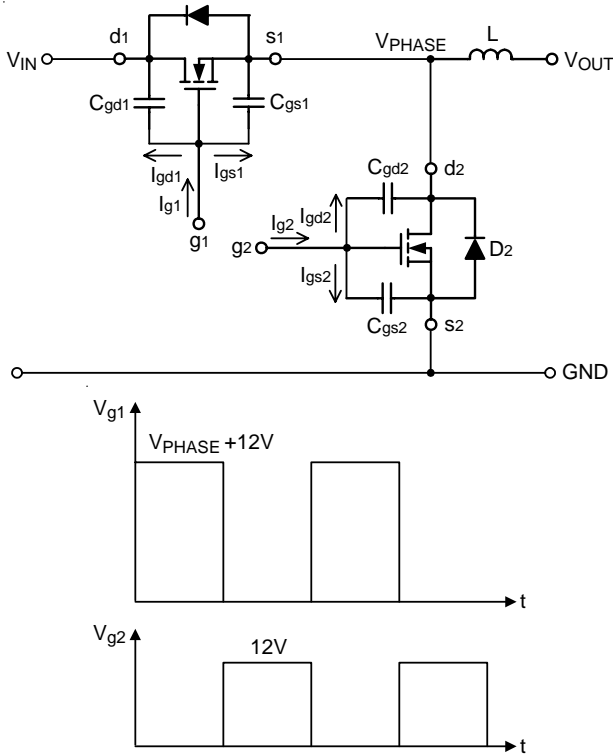 d1
s1
VPHASE
L
VIN
VOUT
Cgd1
Cgs1
Igd1
Igs1
Ig1
g1
Cgd2
d2
Igd2
Ig2
g2
D2
Igs2
Cgs2
s2
GND
Vg1
VPHASE +12V
t
Vg2
12V
t